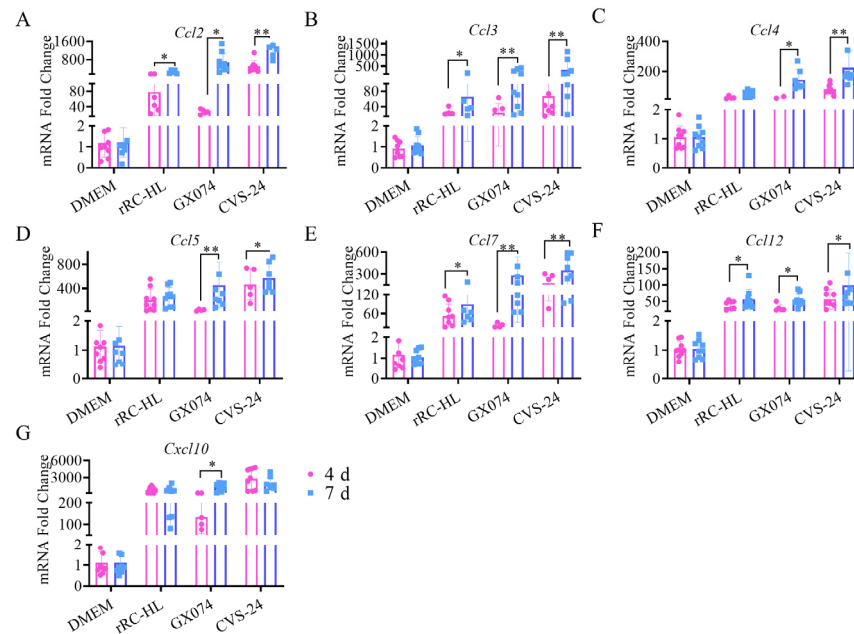 A
Ccl2
mRNA Fold Change
1600
800
80
40
2
1
0
*
*
**
DMEM
rRC-HL
GX074
CVS-24
B
Ccl3
mRNA Fold Change
1500
1000
500
80
40
2
1
0
*
**
**
DMEM
rRC-HL
GX074
CVS-24
C
Ccl4
mRNA Fold Change
400
200
2
1
0
*
**
DMEM
rRC-HL
GX074
CVS-24
D
Ccl5
mRNA Fold Change
800
400
2
1
0
**
*
DMEM
rRC-HL
GX074
CVS-24
E
Ccl7
mRNA Fold Change
600
300
120
60
2
1
0
*
**
**
DMEM
rRC-HL
GX074
CVS-24
F
Ccl12
mRNA Fold Change
200
150
100
50
2
1
0
*
*
*
DMEM
rRC-HL
GX074
CVS-24
G
Cxcl10
mRNA Fold Change
6000
3000
200
100
2
1
0
*
DMEM
rRC-HL
GX074
CVS-24
4 d
7 d